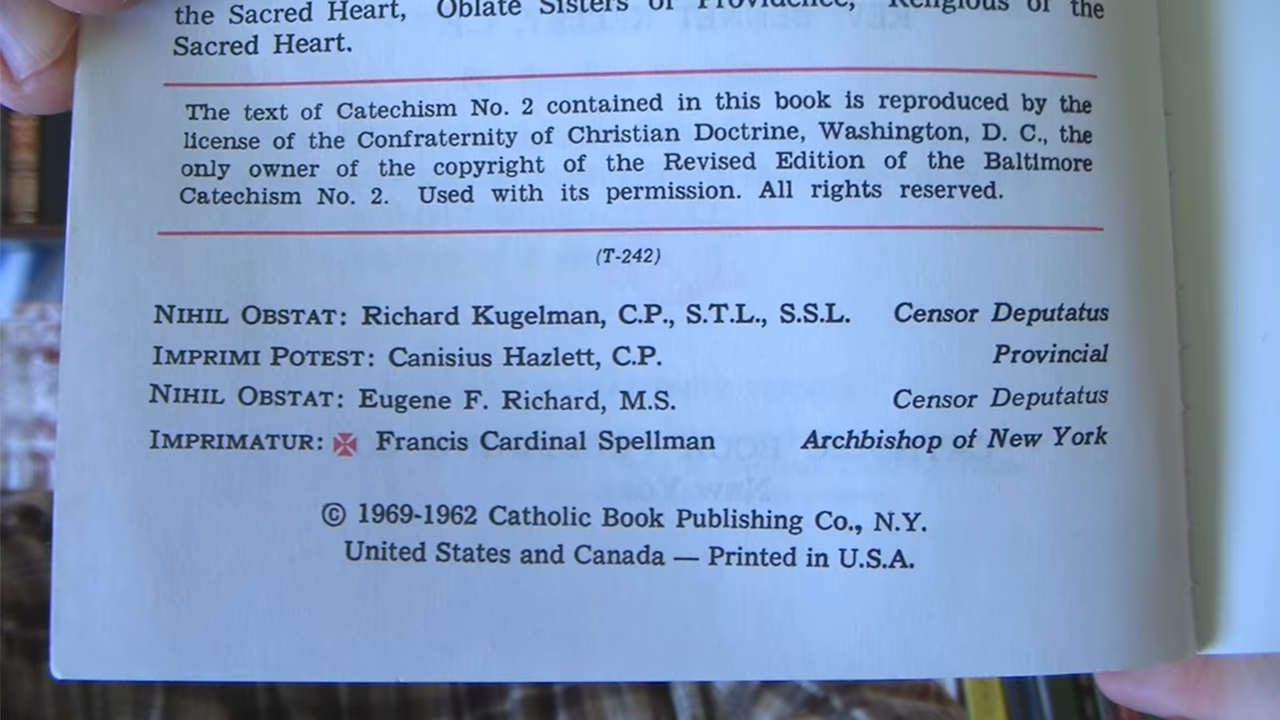 the Sacred Heart, Oblate Sisters of Providence, Religious of the
Sacred Heart.
The text of Catechism No. 2 contained in this book is reproduced by the
license of the Confraternity of Christian Doctrine, Washington, D. C., the
only owner of the copyright of the Revised Edition of the Baltimore
Catechism No. 2. Used with its permission. All rights reserved.
(T-242)
NIHIL OBSTAT: Richard Kugelman, C.P., S.T.L., S.S.L. Censor Deputatus
IMPRIMI POTEST: Canisius Hazlett, C.P. Provincial
NIHIL OBSTAT: Eugene F. Richard, M.S. Censor Deputatus
IMPRIMATUR: ✠ Francis Cardinal Spellman Archbishop of New York
© 1969-1962 Catholic Book Publishing Co., N.Y.
United States and Canada — Printed in U.S.A.